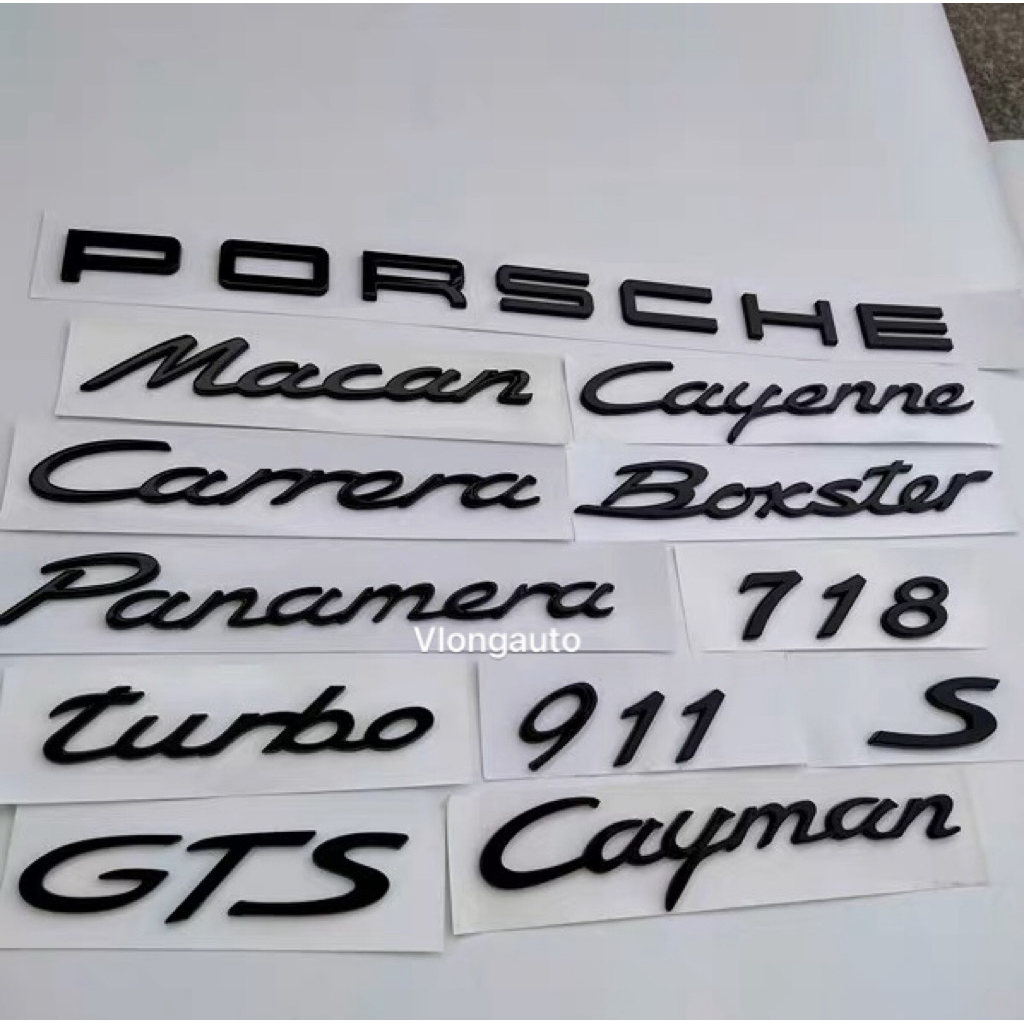 PORSCHE
Macan Cayenne
Carrera Boxster
Panamera 718
Vlongauto
turbo 911 S
GTS Cayman